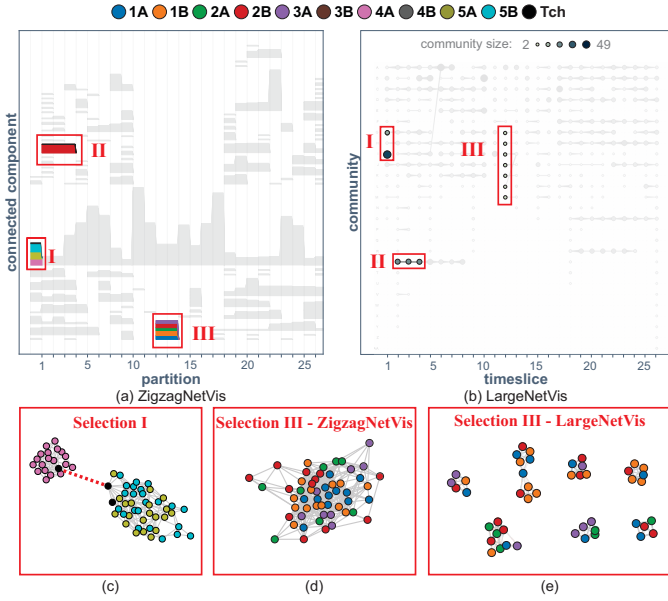 1A 1B 2A 2B 3A 3B 4A 4B 5A 5B Tch
community size: 2 49
connected component
II
I
III
1 5 10 15 20 25
partition
(a) ZigzagNetVis
community
I
III
II
1 5 10 15 20 25
timeslice
(b) LargeNetVis
Selection I
(c)
Selection III - ZigzagNetVis
(d)
Selection III - LargeNetVis
(e)